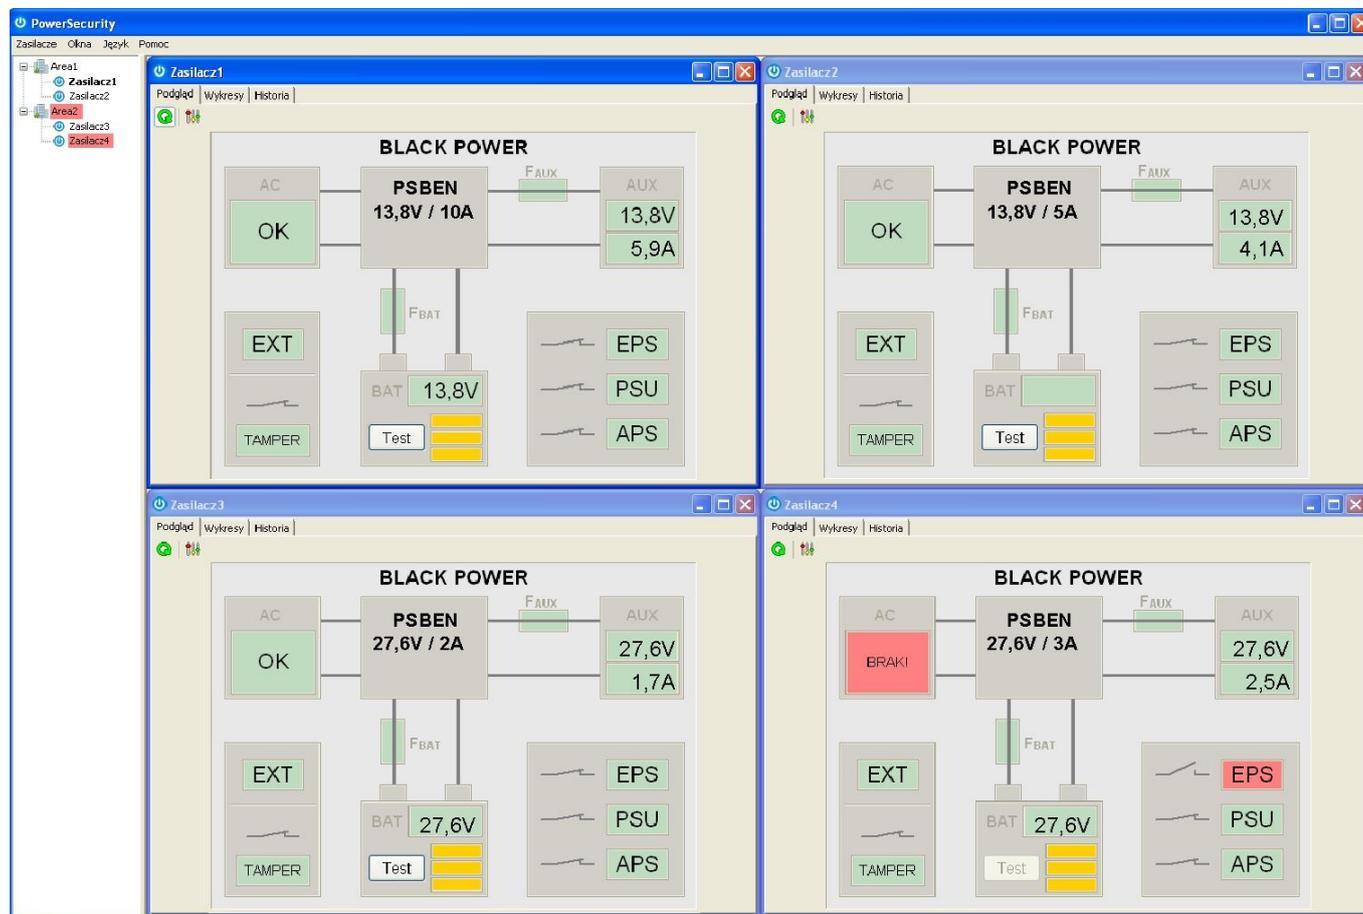 PowerSecurity
Zasilacze Okna Język Pomoc
Area1
Zasilacz1
Zasilacz2
Area2
Zasilacz3
Zasilacz4
Zasilacz1
Podgląd Wykresy Historia
BLACK POWER
AC
OK
PSBEN
13,8V / 10A
FAUX
AUX
13,8V
5,9A
FBAT
EXT
TAMPER
BAT 13,8V
Test
EPS
PSU
APS
Zasilacz2
Podgląd Wykresy Historia
BLACK POWER
AC
OK
PSBEN
13,8V / 5A
FAUX
AUX
13,8V
4,1A
FBAT
EXT
TAMPER
BAT
Test
EPS
PSU
APS
Zasilacz3
Podgląd Wykresy Historia
BLACK POWER
AC
OK
PSBEN
27,6V / 2A
FAUX
AUX
27,6V
1,7A
FBAT
EXT
TAMPER
BAT 27,6V
Test
EPS
PSU
APS
Zasilacz4
Podgląd Wykresy Historia
BLACK POWER
AC
BRAK!
PSBEN
27,6V / 3A
FAUX
AUX
27,6V
2,5A
FBAT
EXT
TAMPER
BAT 27,6V
Test
EPS
PSU
APS